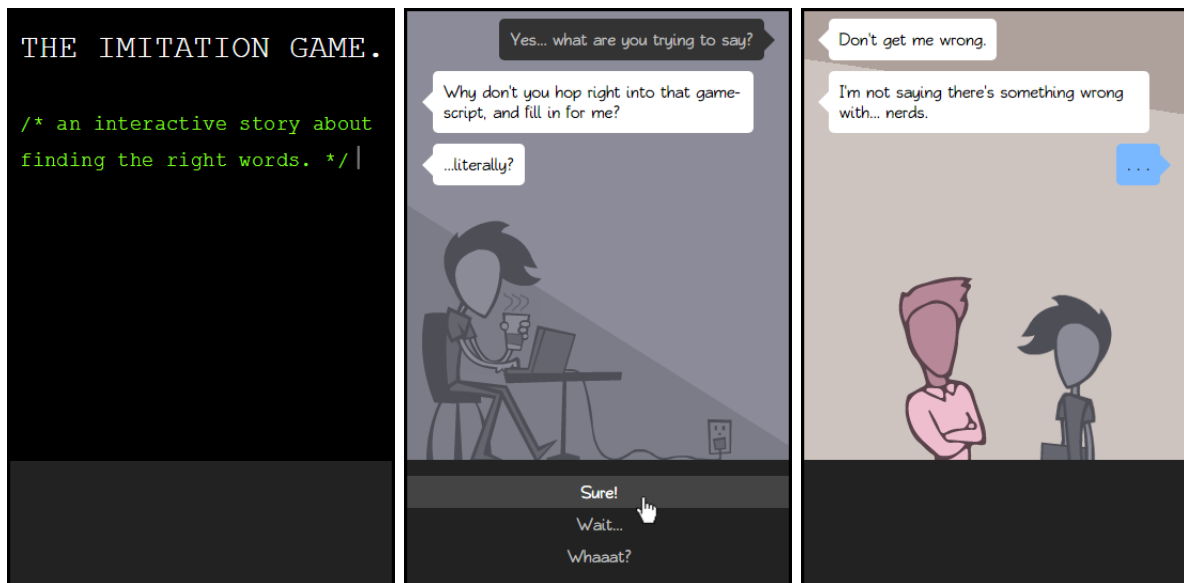 THE IMITATION GAME.
/* an interactive story about
finding the right words. */
Yes... what are you trying to say?
Why don't you hop right into that game-
script, and fill in for me?
...literally?
Sure!
Wait...
Whaaat?
Don't get me wrong.
I'm not saying there's something wrong
with... nerds.
...